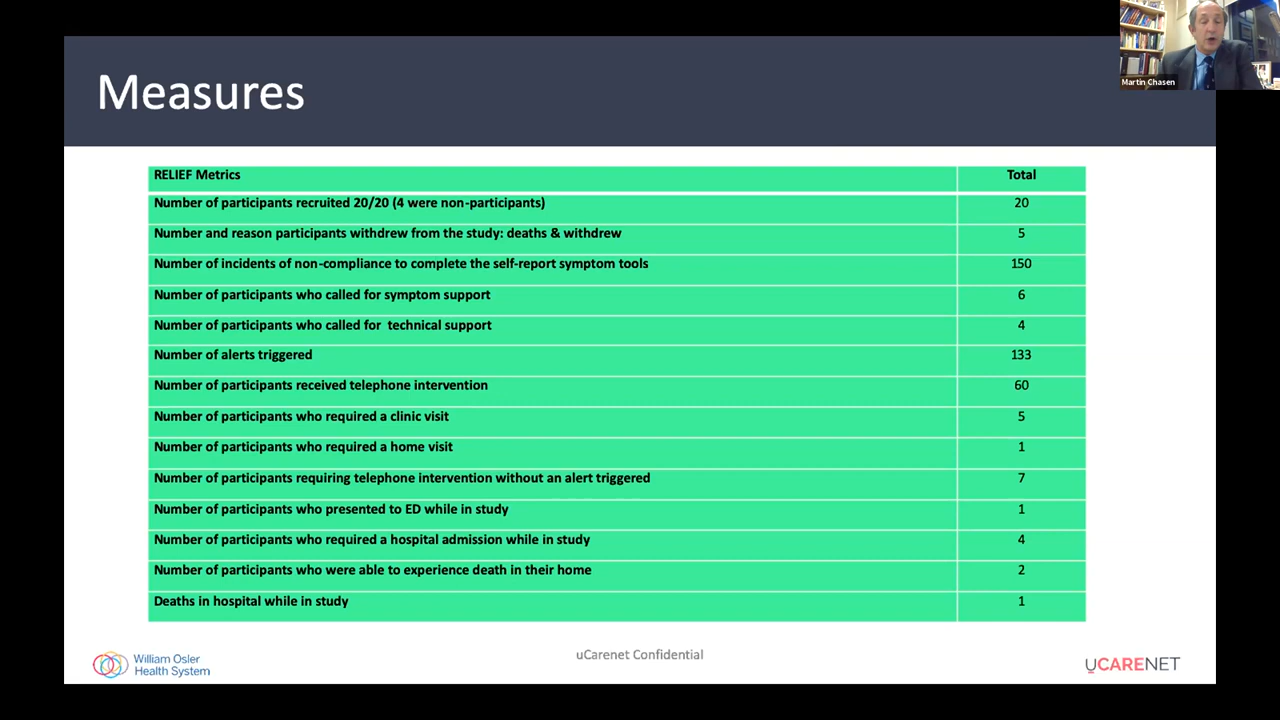 Martin Chasen
Measures
RELIEF Metrics Total
Number of participants recruited 20/20 (4 were non-participants) 20
Number and reason participants withdrew from the study: deaths & withdrew 5
Number of incidents of non-compliance to complete the self-report symptom tools 150
Number of participants who called for symptom support 6
Number of participants who called for technical support 4
Number of alerts triggered 133
Number of participants received telephone intervention 60
Number of participants who required a clinic visit 5
Number of participants who required a home visit 1
Number of participants requiring telephone intervention without an alert triggered 7
Number of participants who presented to ED while in study 1
Number of participants who required a hospital admission while in study 4
Number of participants who were able to experience death in their home 2
Deaths in hospital while in study 1
William Osler
Health System
uCarenet Confidential
uCARENET